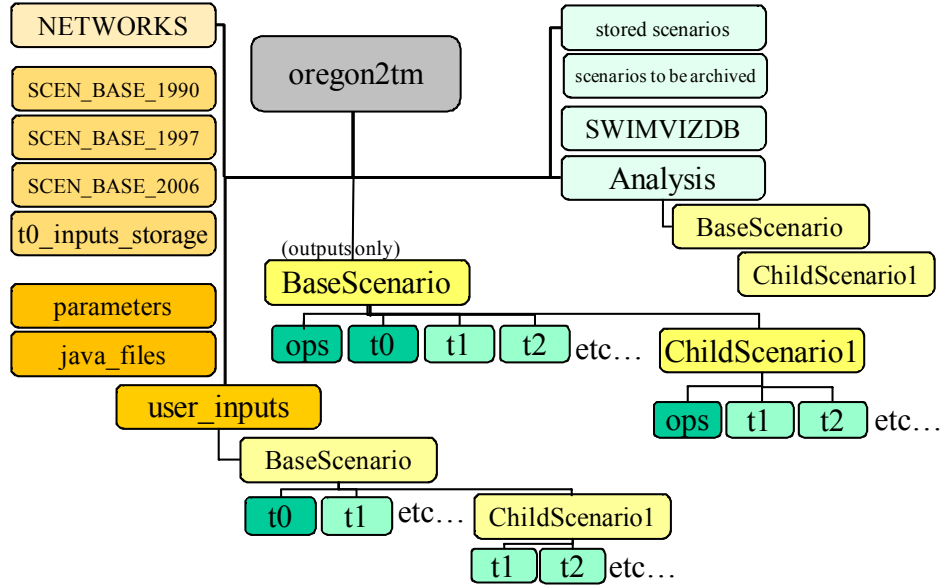 NETWORKS
SCEN_BASE_1990
SCEN_BASE_1997
SCEN_BASE_2006
t0_inputs_storage
parameters
java_files
user_inputs
oregon2tm
stored scenarios
scenarios to be archived
SWIMVIZDB
Analysis
BaseScenario
ChildScenario1
(outputs only)
BaseScenario
ops t0 t1 t2 etc…
ChildScenario1
ops t1 t2 etc…
BaseScenario
t0 t1 etc… ChildScenario1
t1 t2 etc…